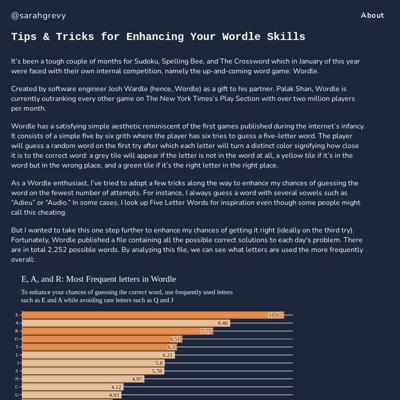 @sarahgrevy About
Tips & Tricks for Enhancing Your Wordle Skills
It's been a tough couple of months for Sudoku, Spelling Bee, and The Crossword which in January of this year
were faced with their own internal competition, namely the up-and-coming word game: Wordle.
Created by software engineer Josh Wardle (hence, Wordle) as a gift to his partner, Palak Shan, Wordle is
currently outranking every other game on The New York Times's Play Section with over two million players
per month.
Wordle has a satisfying simple aesthetic reminiscent of the first games published during the internet's infancy.
It consists of a simple five by six grith where the player has six tries to guess a five-letter word. The player
will guess a random word on the first try after which each letter will turn a distinct color signifying how close
it is to the correct word: a grey tile will appear if the letter is not in the word at all, a yellow tile if it's in the
word but in the wrong place, and a green tile if it's the right letter in the right place.
As a Wordle enthusiast, I've tried to adopt a few tricks along the way to enhance my chances of guessing the
word on the fewest number of attempts. For instance, I always guess a word with several vowels such as
"Adieu" or "Audio." In some cases, I look up Five Letter Words for inspiration even though some people might
call this cheating.
But I wanted to take this one step further to enhance my chances of getting it right (ideally on the third try).
Fortunately, Wordle published a file containing all the possible correct solutions to each day's problem. There
are in total 2,252 possible words. By analyzing this file, we can see what letters are used the more frequently
overall:
E, A, and R: Most Frequent letters in Wordle
To enhance your chances of guessing the correct word, use frequently used letters
such as E and A while avoiding rare letters such as Q and J
E 10.65
A 8.46
R
O 6.51
T 6.3
L 6.21
I 5.8
S 5.78
N 4.97
C 4.12
U 4.03